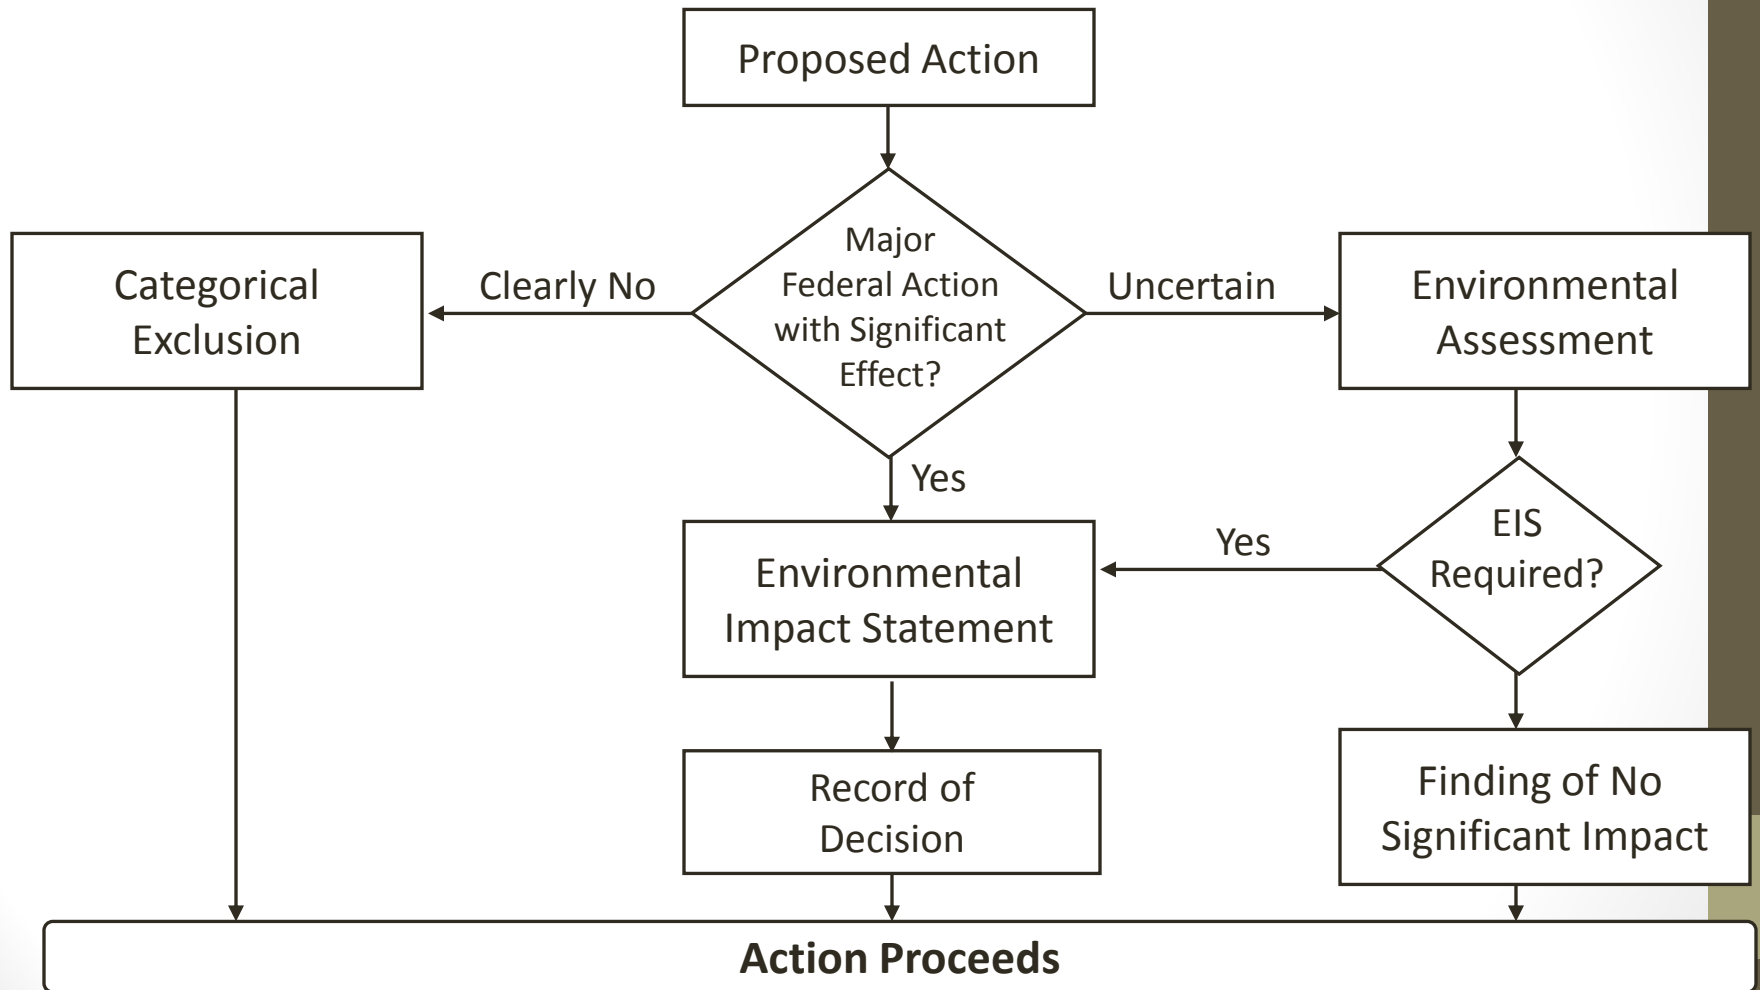 Proposed Action
Major
Federal Action
with Significant
Effect?
Clearly No
Categorical
Exclusion
Uncertain
Environmental
Assessment
Yes
EIS
Required?
Yes
Environmental
Impact Statement
Record of
Decision
Finding of No
Significant Impact
Action Proceeds